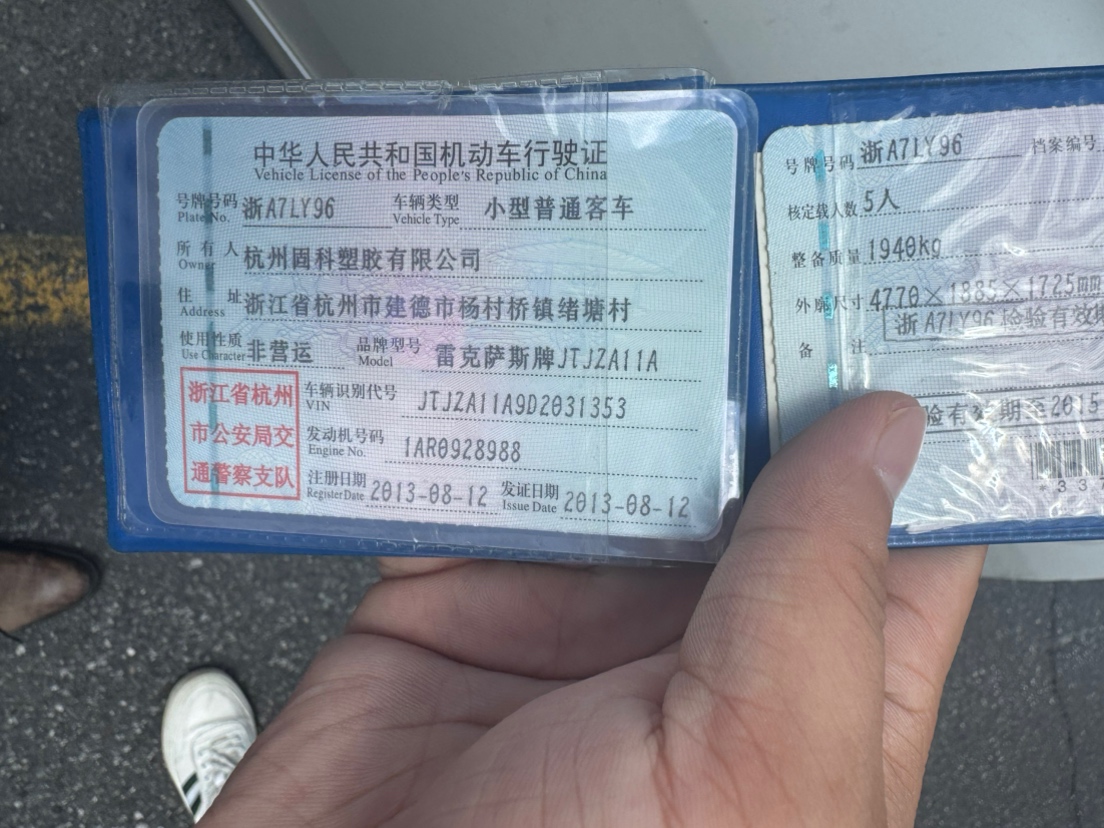 中华人民共和国机动车行驶证
Vehicle License of the People's Republic of China
号牌号码 浙A7LY96 车辆类型 小型普通客车
Plate No. Vehicle Type
所有人 杭州固科塑胶有限公司
Owner
住址 浙江省杭州市建德市杨村桥镇绪塘村
Address
使用性质 非营运 品牌型号 雷克萨斯牌JTJZA11A
Use Character Model
浙江省杭州
市公安局交
通警察支队
车辆识别代号 JTJZA11A9D2031353
VIN
发动机号码 1AR0928988
Engine No.
注册日期 2013-08-12 发证日期 2013-08-12
Register Date Issue Date
号牌号码 浙A7LY96 档案编号
核定载人数 5人
整备质量 1940kg
外廓尺寸 4770×1885×1725mm
浙A7LY96 检验有效期
备注
验有效期至2015
337